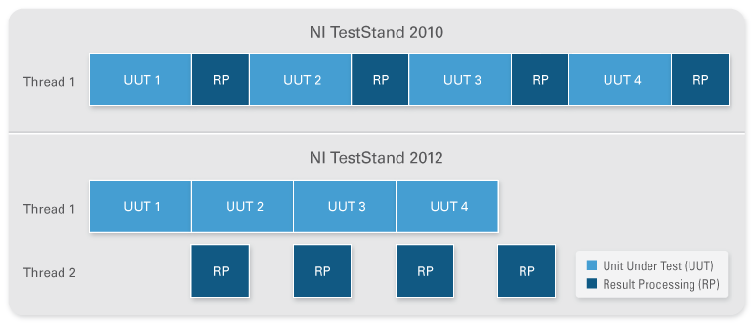 NI TestStand 2010
Thread 1 UUT 1 RP UUT 2 RP UUT 3 RP UUT 4 RP
NI TestStand 2012
Thread 1 UUT 1 UUT 2 UUT 3 UUT 4
Thread 2 RP RP RP RP
Unit Under Test (UUT)
Result Processing (RP)